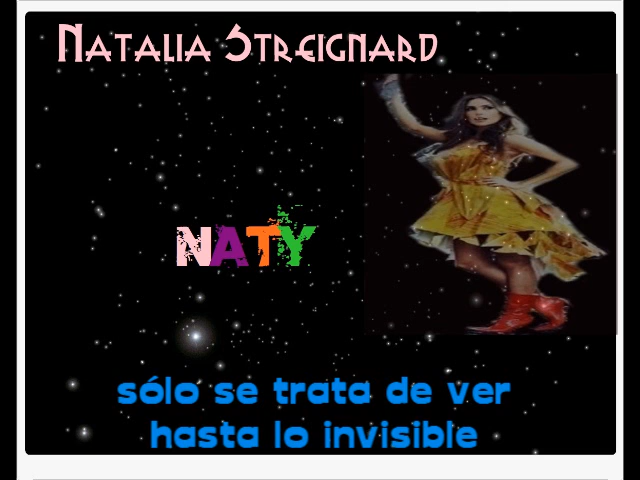 Natalia Streignard
NATY
sólo se trata de ver
hasta lo invisible